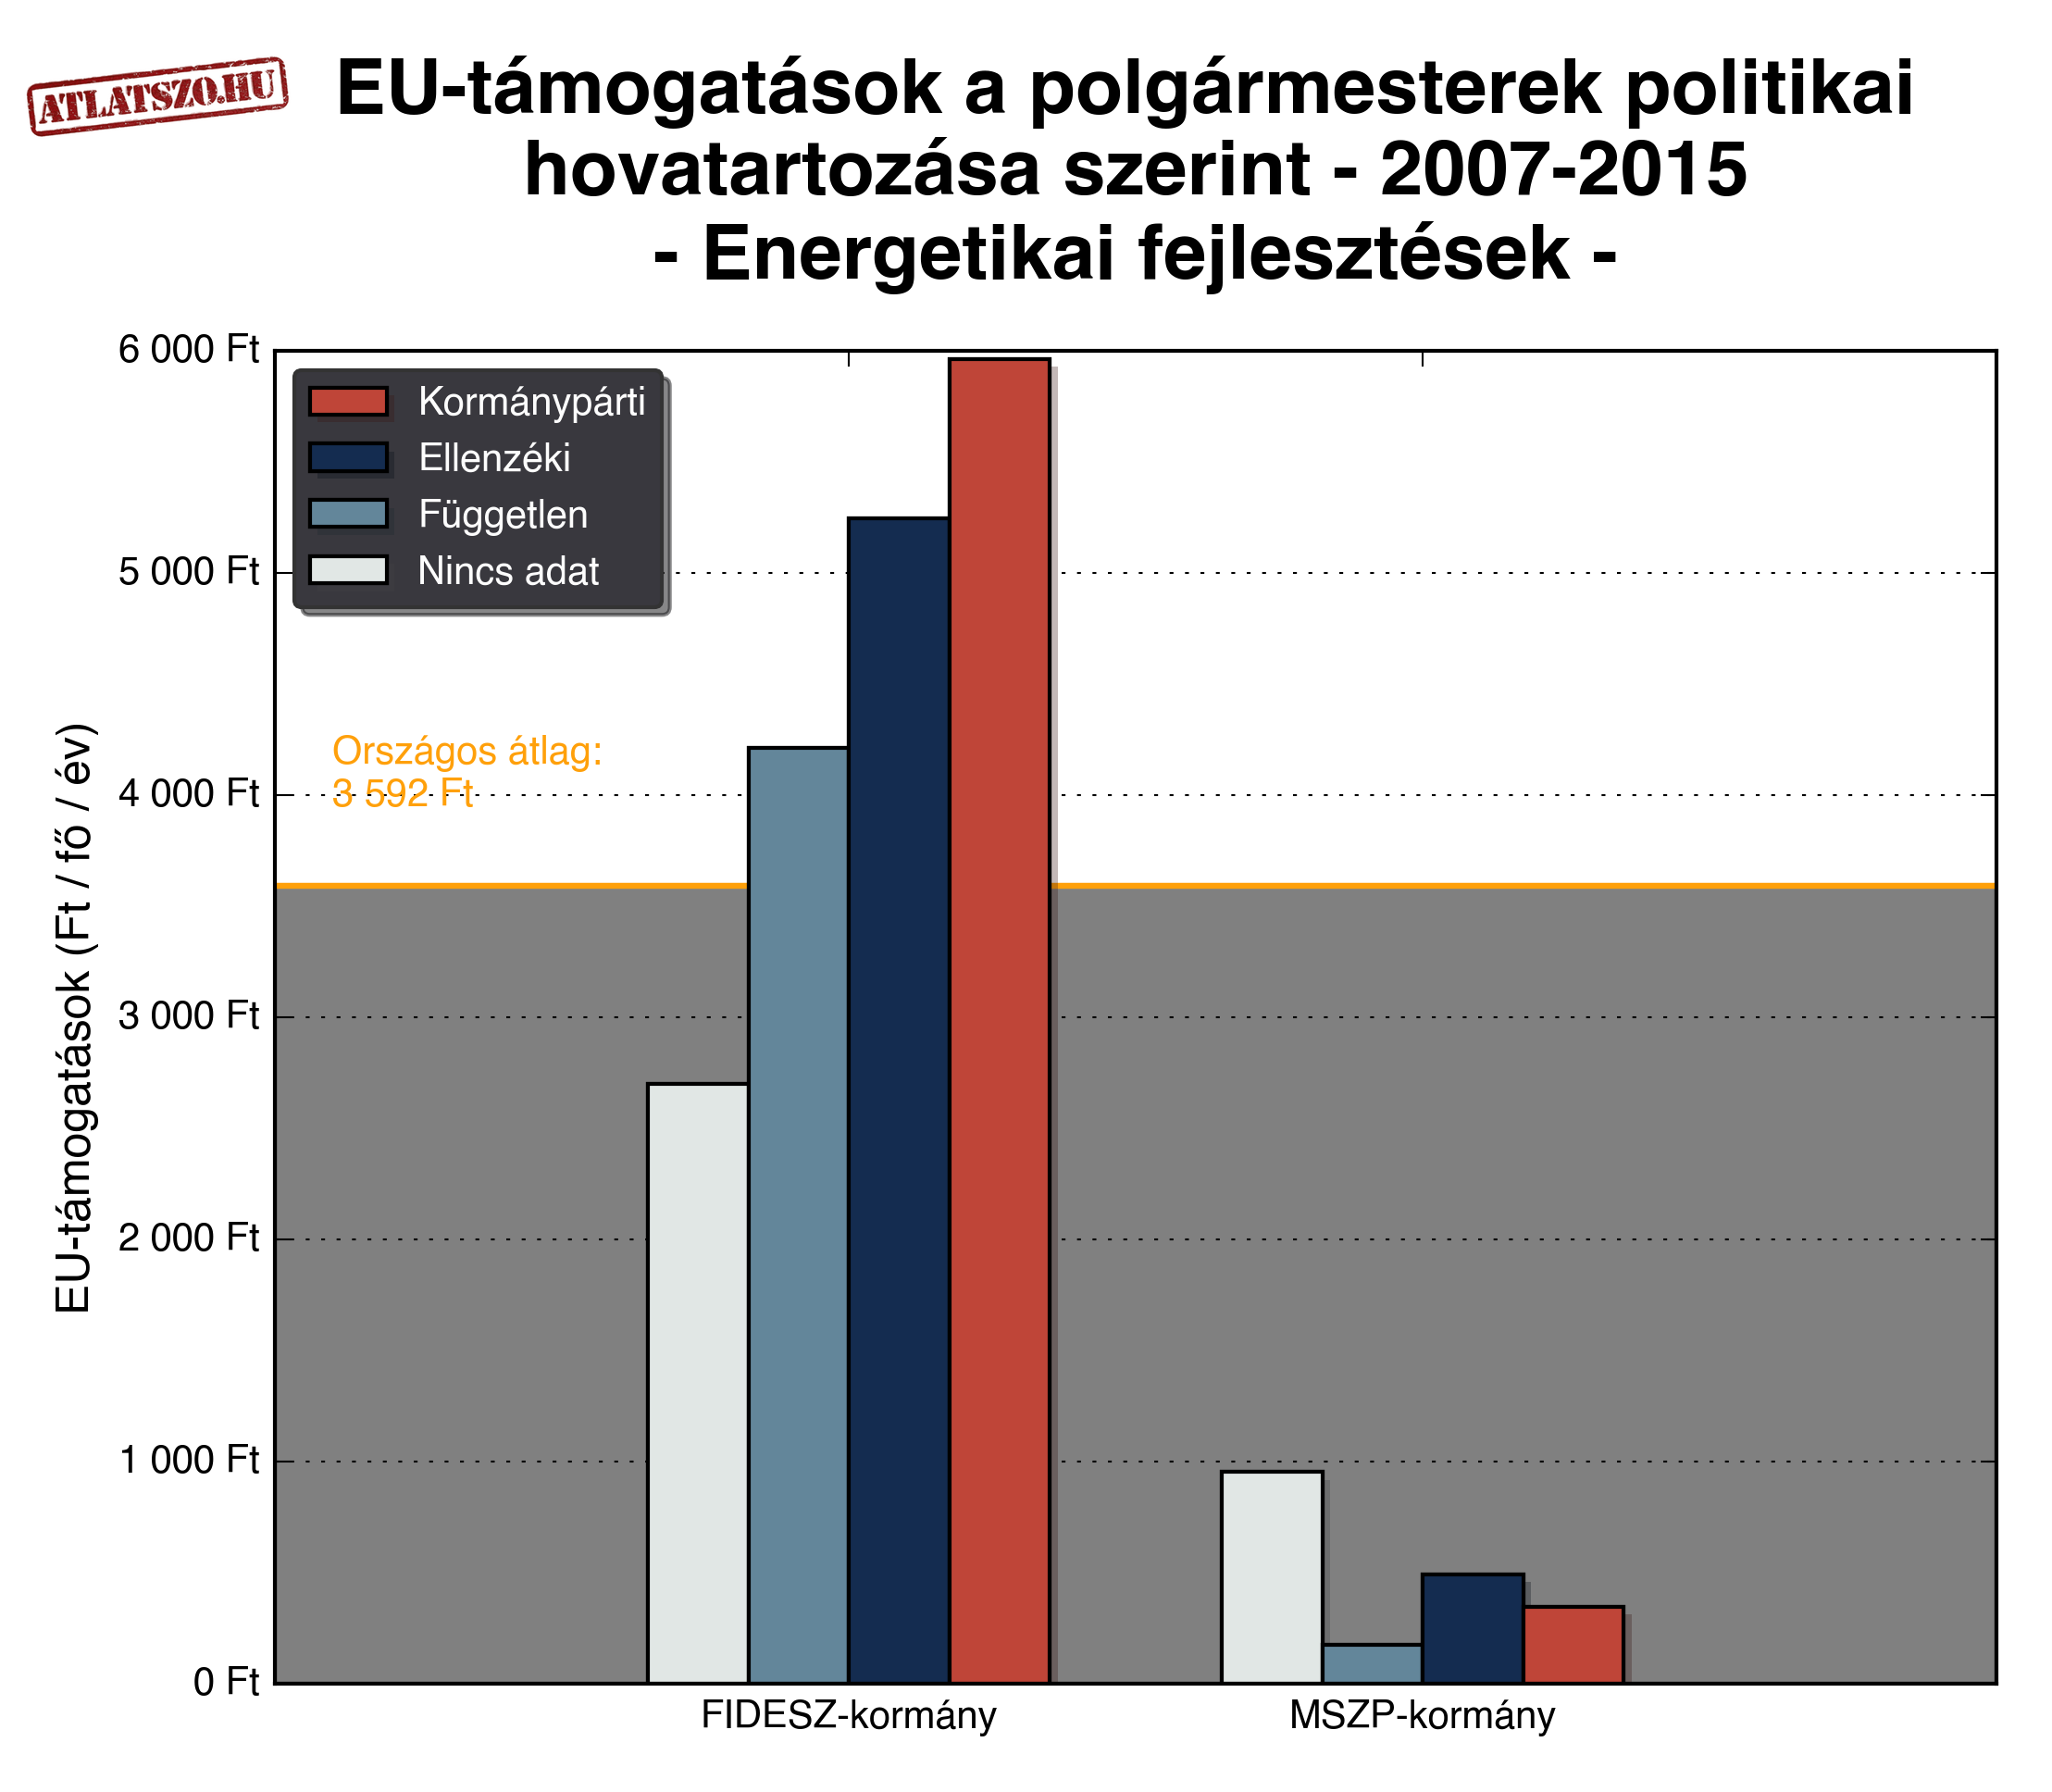 ATLATSZO.HU
EU-támogatások a polgármesterek politikai
hovatartozása szerint - 2007-2015
- Energetikai fejlesztések -
EU-támogatások (Ft / fő / év)
6 000 Ft
5 000 Ft
4 000 Ft
3 000 Ft
2 000 Ft
1 000 Ft
0 Ft
Kormánypárti
Ellenzéki
Független
Nincs adat
Országos átlag:
3 592 Ft
FIDESZ-kormány
MSZP-kormány